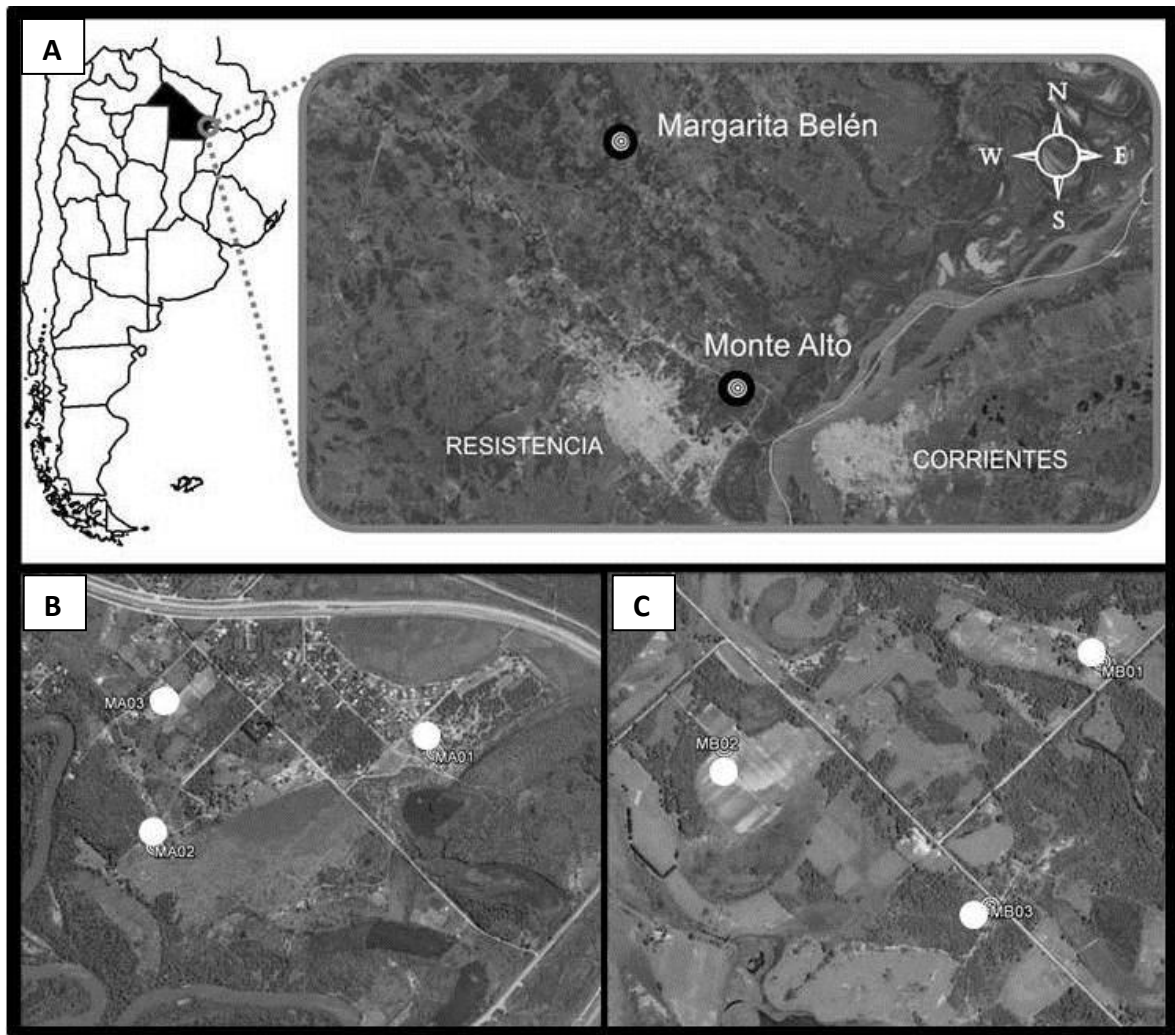 A
Margarita Belén
N
W
E
S
Monte Alto
RESISTENCIA
CORRIENTES
B
MA03
MA01
MA02
C
MB01
MB02
MB03